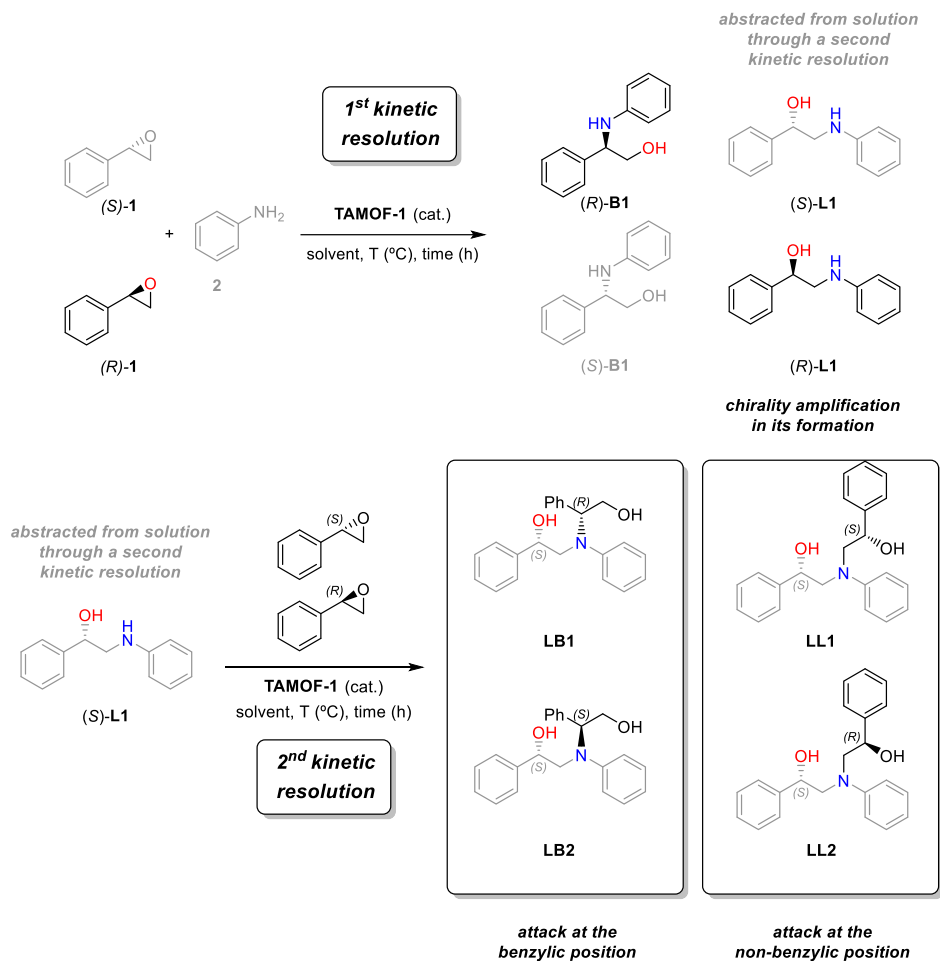 abstracted from solution
through a second
kinetic resolution
1st kinetic
resolution
O
(S)-1
+
NH2
2
O
(R)-1
TAMOF-1 (cat.)
solvent, T (ºC), time (h)
HN
OH
(R)-B1
HN
OH
(S)-B1
OH
H
N
(S)-L1
OH
H
N
(R)-L1
chirality amplification
in its formation
abstracted from solution
through a second
kinetic resolution
OH
H
N
(S)-L1
(S)
O
(R)
O
TAMOF-1 (cat.)
solvent, T (ºC), time (h)
2nd kinetic
resolution
Ph
(R)
OH
OH
N
(S)
LB1
Ph
(S)
OH
OH
N
(S)
LB2
attack at the
benzylic position
(S)
OH
OH
N
(S)
LL1
(R)
OH
OH
N
(S)
LL2
attack at the
non-benzylic position